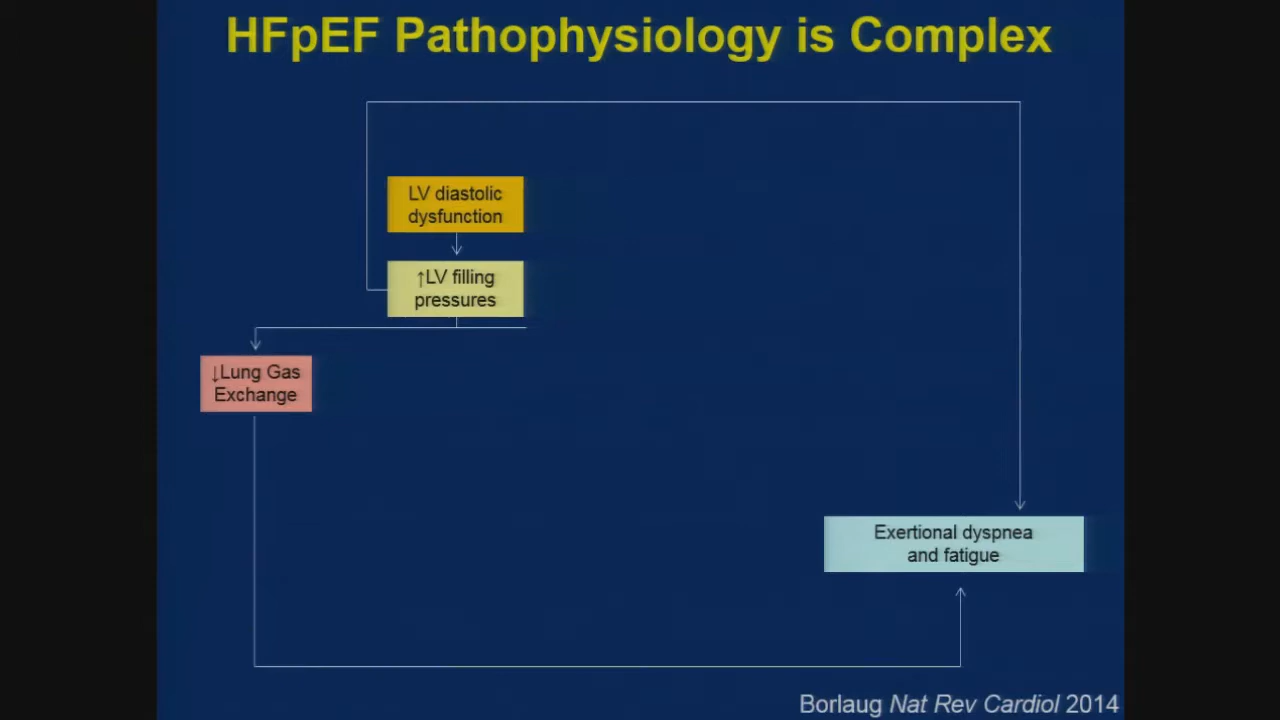 HFpEF Pathophysiology is Complex
LV diastolic
dysfunction
↑LV filling
pressures
↓Lung Gas
Exchange
Exertional dyspnea
and fatigue
Borlaug Nat Rev Cardiol 2014